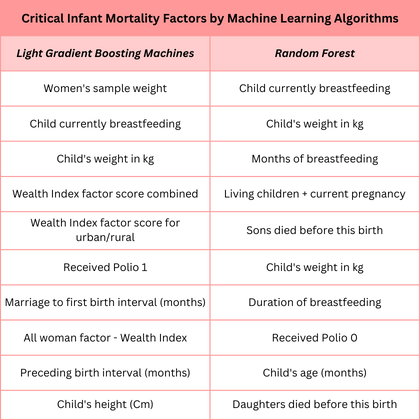 Critical Infant Mortality Factors by Machine Learning Algorithms
Light Gradient Boosting Machines Random Forest
Women's sample weight Child currently breastfeeding
Child currently breastfeeding Child's weight in kg
Child's weight in kg Months of breastfeeding
Wealth Index factor score combined Living children + current pregnancy
Wealth Index factor score for
urban/rural
Sons died before this birth
Received Polio 1 Child's weight in kg
Marriage to first birth interval (months) Duration of breastfeeding
All woman factor - Wealth Index Received Polio 0
Preceding birth interval (months) Child's age (months)
Child's height (Cm) Daughters died before this birth